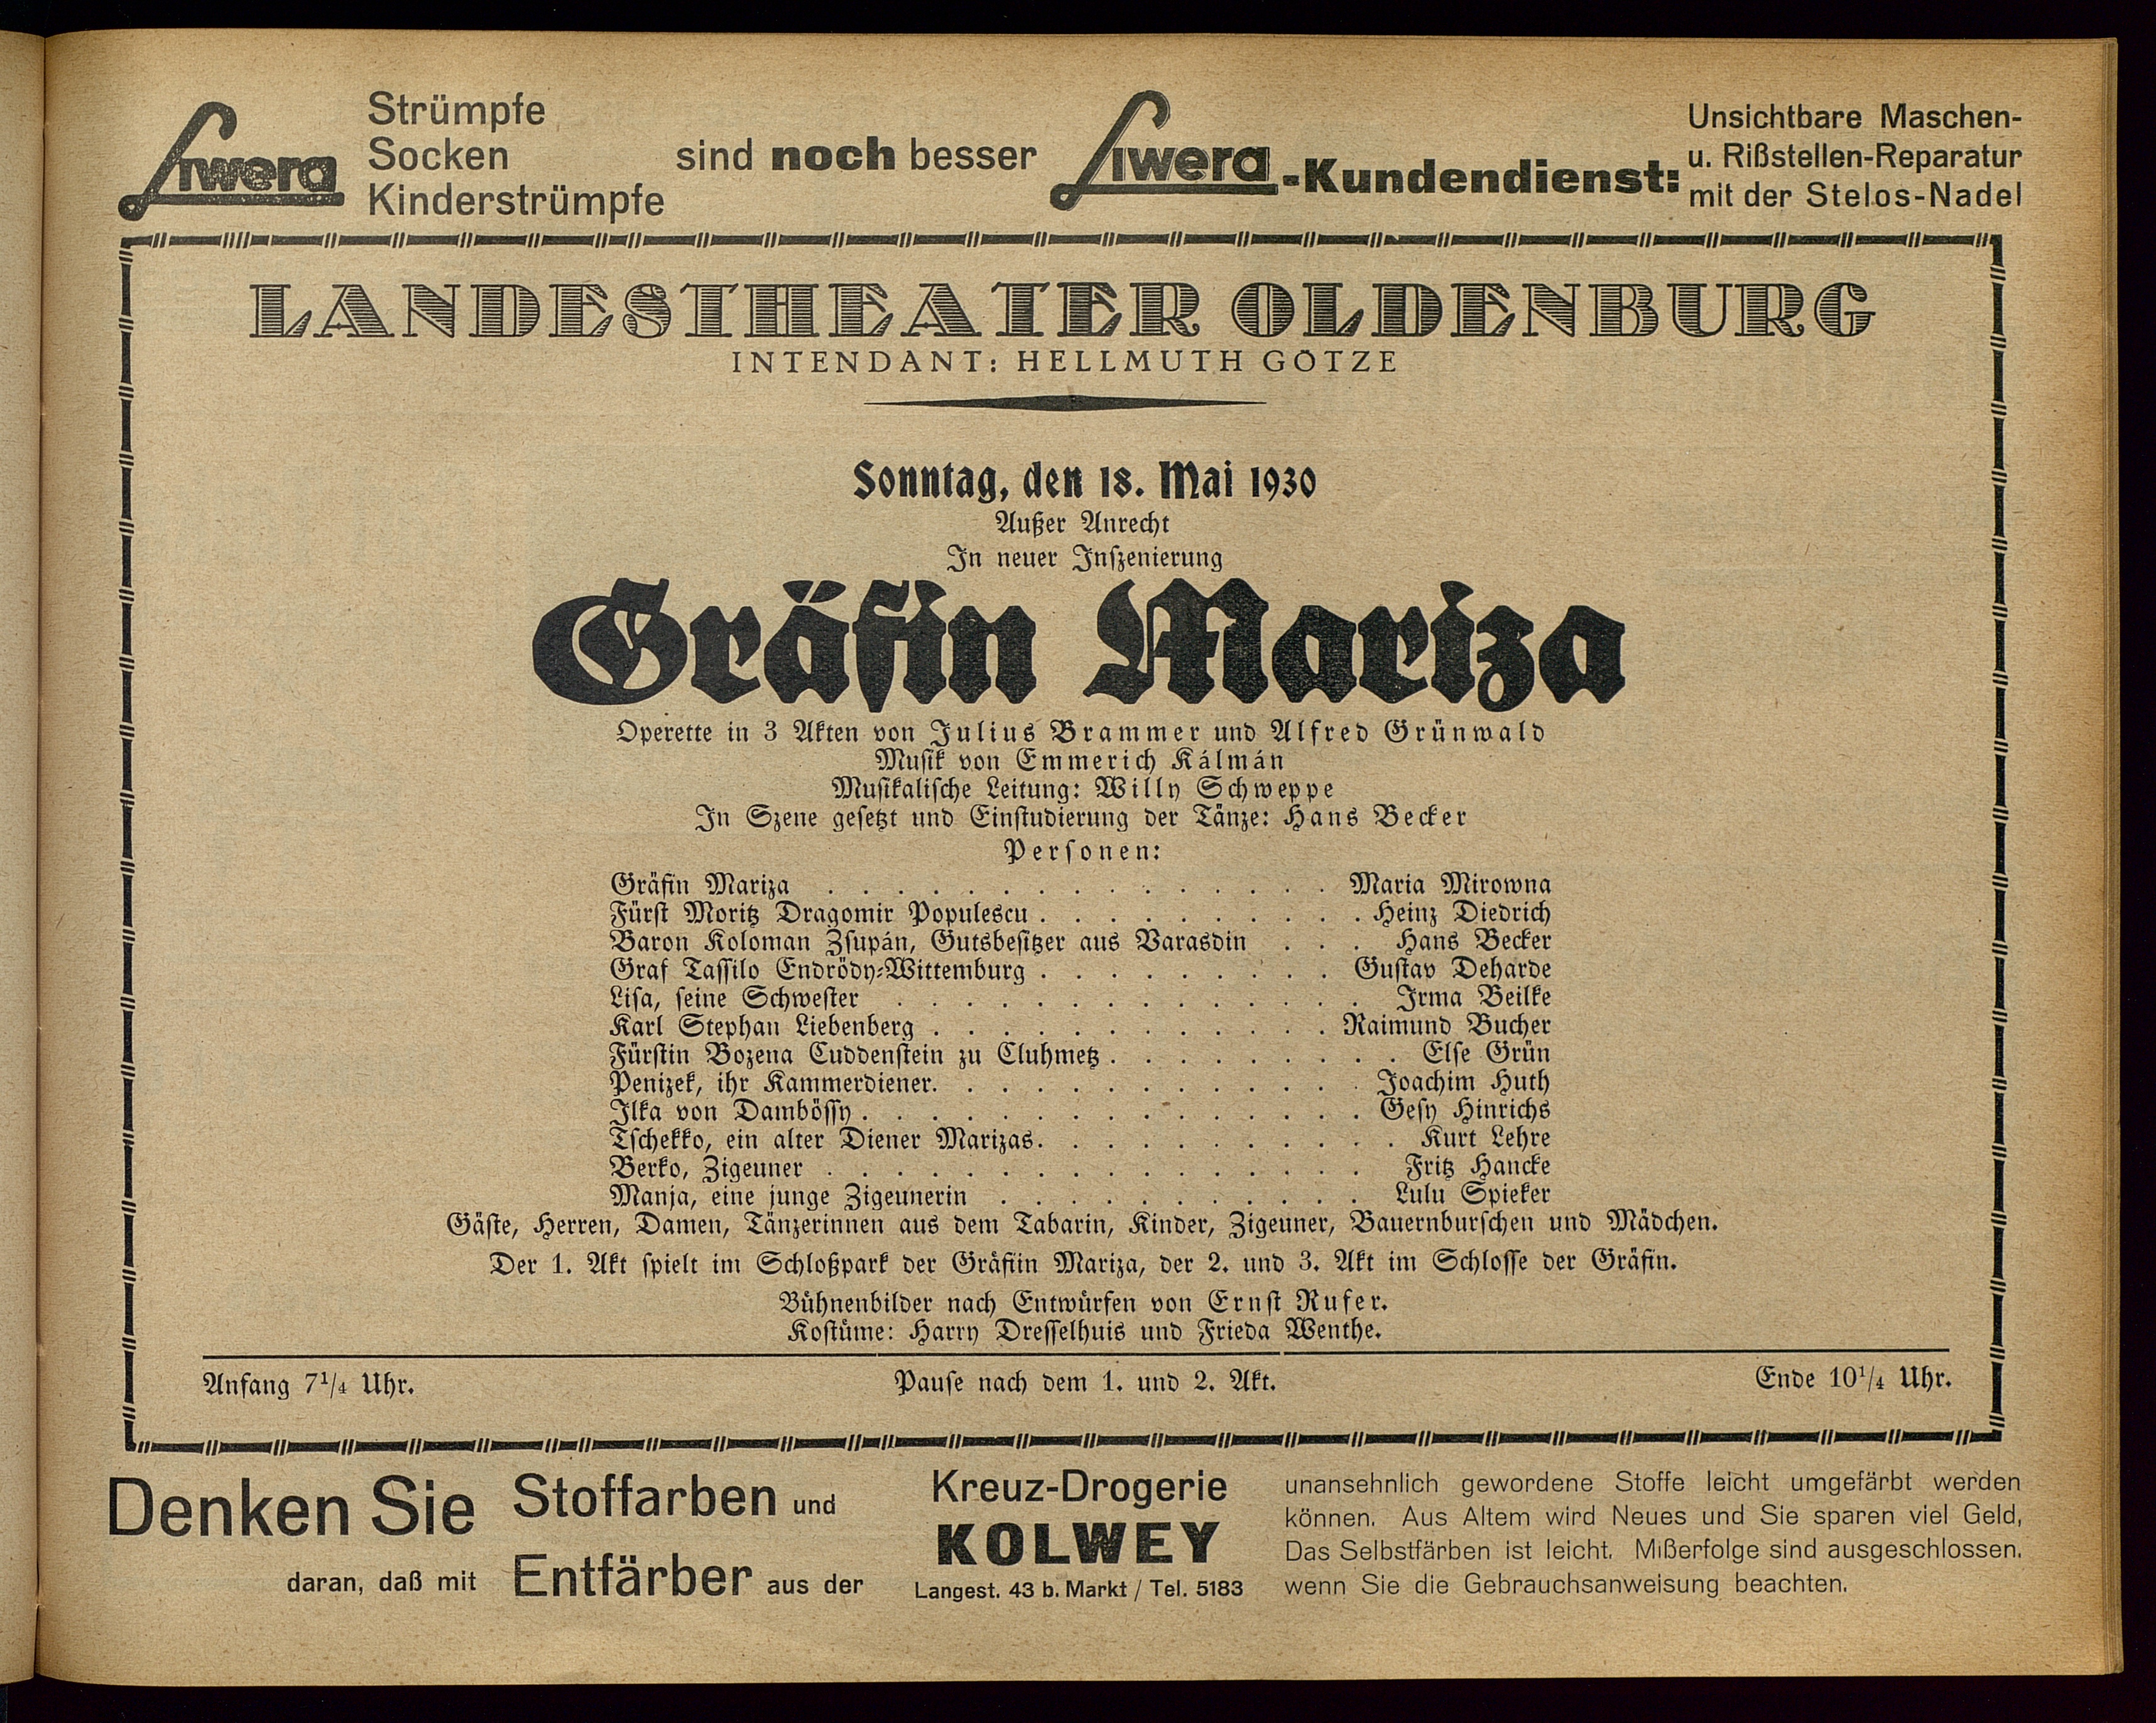 Liwera Strümpfe Socken Kinderstrümpfe sind noch besser Liwera-Kundendienst: Unsichtbare Maschen-
u. Rißstellen-Reparatur
mit der Stelos-Nadel
LANDESTHEATER OLDENBURG
INTENDANT: HELLMUTH GÖTZE
Sonntag, den 18. Mai 1930
Außer Anrecht
In neuer Inszenierung
Gräfin Mariza
Operette in 3 Akten von Julius Brammer und Alfred Grünwald
Musik von Emmerich Kálmán
Musikalische Leitung: Willy Schweppe
In Szene gesetzt und Einstudierung der Tänze: Hans Becker
Personen:
Gräfin Mariza . . . . . . . . . . . . . . . Maria Mirowna
Fürst Moritz Dragomir Populescu . . . . . . . . . . Heinz Diedrich
Baron Koloman Zsupán, Gutsbesitzer aus Varasdin . . . Hans Becker
Graf Tassilo Endrödy-Wittemburg . . . . . . . . . Gustav Deharde
Lisa, seine Schwester . . . . . . . . . . . . . . Irma Beilke
Karl Stephan Liebenberg . . . . . . . . . . . . Raimund Bucher
Fürstin Bozena Cuddenstein zu Cluhmetz . . . . . . . . . Else Grün
Penizek, ihr Kammerdiener. . . . . . . . . . . . . Joachim Huth
Ilka von Dambössy . . . . . . . . . . . . . . . Gesy Hinrichs
Tschekko, ein alter Diener Marizas. . . . . . . . . . . Kurt Lehre
Berko, Zigeuner . . . . . . . . . . . . . . . . Fritz Hancke
Manja, eine junge Zigeunerin . . . . . . . . . . . Lulu Spieker
Gäste, Herren, Damen, Tänzerinnen aus dem Tabarin, Kinder, Zigeuner, Bauernburschen und Mädchen.
Der 1. Akt spielt im Schloßpark der Gräfiin Mariza, der 2. und 3. Akt im Schlosse der Gräfin.
Bühnenbilder nach Entwürfen von Ernst Rufer.
Kostüme: Harry Dresselhuis und Frieda Wenthe.
Anfang 7¼ Uhr. Pause nach dem 1. und 2. Akt. Ende 10¼ Uhr.
Denken Sie
daran, daß mit
Stoffarben und
Entfärber aus der
Kreuz-Drogerie
KOLWEY
Langest. 43 b. Markt / Tel. 5183
unansehnlich gewordene Stoffe leicht umgefärbt werden
können. Aus Altem wird Neues und Sie sparen viel Geld,
Das Selbstfärben ist leicht. Mißerfolge sind ausgeschlossen.
wenn Sie die Gebrauchsanweisung beachten.